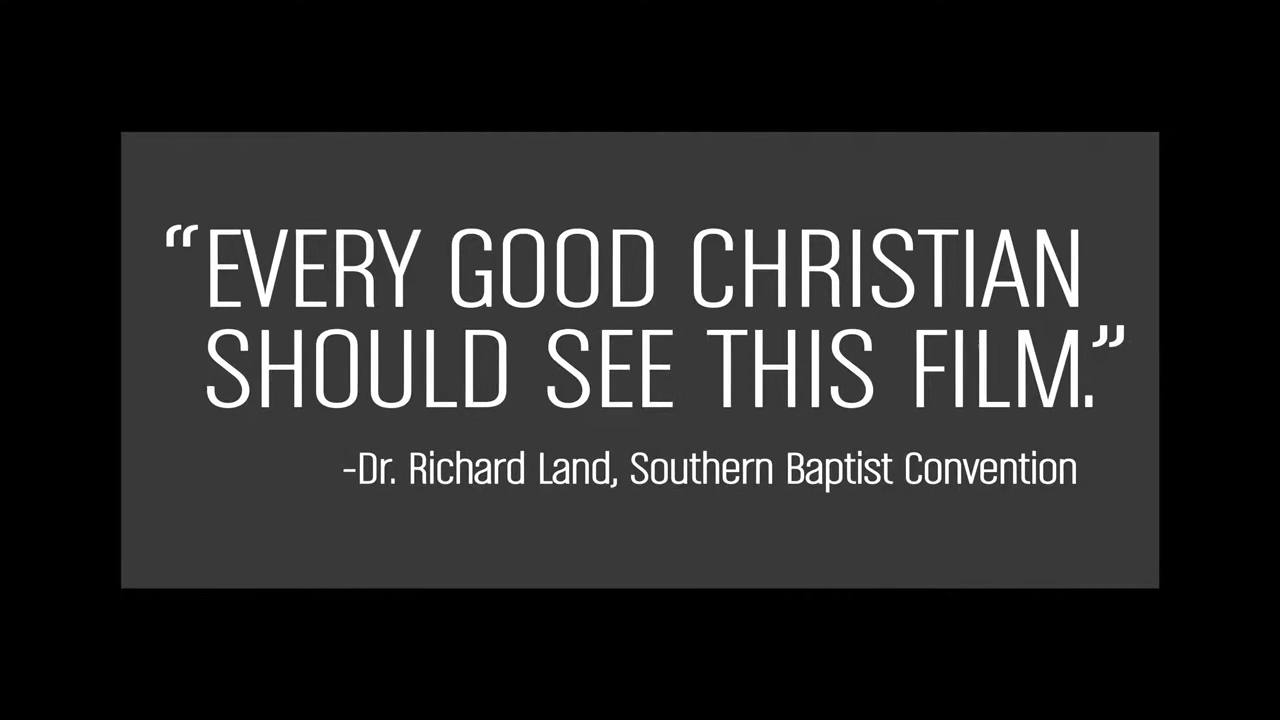 “EVERY GOOD CHRISTIAN
SHOULD SEE THIS FILM.”
-Dr. Richard Land, Southern Baptist Convention